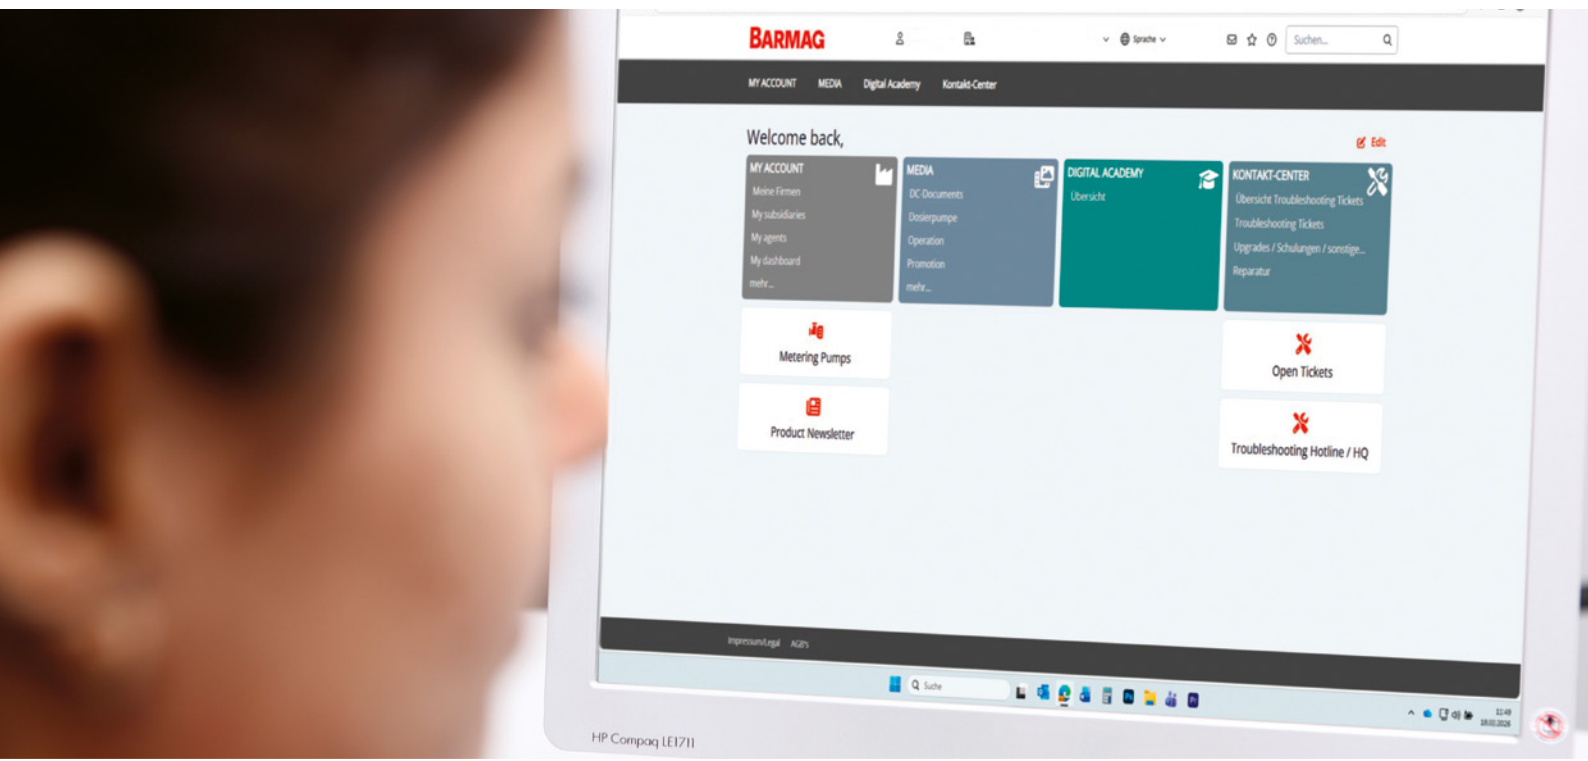 BARMAG
Sprache
Suchen...
MY ACCOUNT MEDIA Digital Academy Kontakt-Center
Welcome back,
Edit
MY ACCOUNT
Meine Firmen
My subsidiaries
My agents
My dashboard
mehr...
MEDIA
DC-Documents
Dosierpumpe
Operation
Promotion
mehr...
DIGITAL ACADEMY
Übersicht
KONTAKT-CENTER
Übersicht Troubleshooting Tickets
Troubleshooting Tickets
Upgrades / Schulungen / sonstige...
Reparatur
Metering Pumps
Product Newsletter
Open Tickets
Troubleshooting Hotline / HQ
Impressum/Legal AGB's
Suche
11:49
HP Compaq LE1711